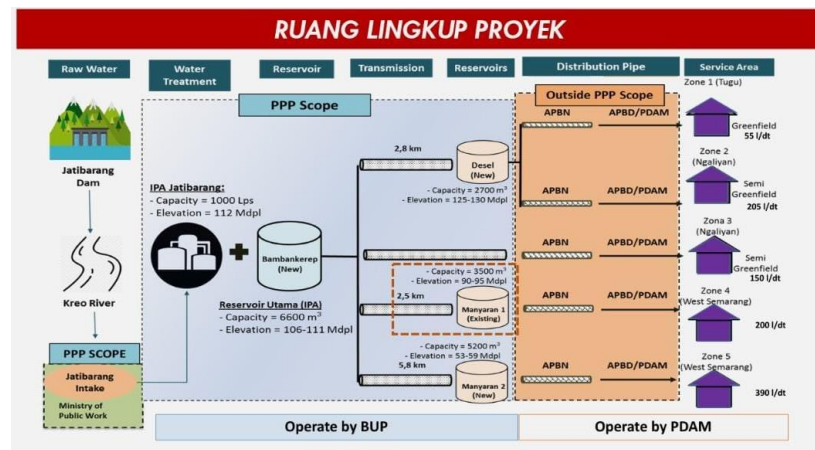 RUANG LINGKUP PROYEK
Raw Water
Water
Treatment
Reservoir
Transmission
Reservoirs
Distribution Pipe
Service Area
PPP Scope
Outside PPP Scope
Jatibarang
Dam
Kreo River
PPP SCOPE
Jatibarang
Intake
Ministry of
Public Work
IPA Jatibarang:
- Capacity = 1000 Lps
- Elevation = 112 Mdpl
Bambankerep
(New)
Reservoir Utama (IPA)
- Capacity = 6600 m³
- Elevation = 106-111 Mdpl
2,8 km
Desel
(New)
- Capacity = 2700 m³
- Elevation = 125-130 Mdpl
- Capacity = 3500 m³
- Elevation = 90-95 Mdpl
2,5 km
Manyaran 1
(Existing)
- Capacity = 5200 m³
- Elevation = 53-59 Mdpl
5,8 km
Manyaran 2
(New)
APBN APBD/PDAM
APBN APBD/PDAM
APBN APBD/PDAM
APBN APBD/PDAM
APBN APBD/PDAM
Zone 1 (Tugu)
Greenfield
55 l/dt
Zone 2
(Ngaliyan)
Semi
Greenfield
205 l/dt
Zona 3
(Ngaliyan)
Semi
Greenfield
150 l/dt
Zone 4
(West Semarang)
200 l/dt
Zone 5
(West Semarang)
390 l/dt
Operate by BUP
Operate by PDAM